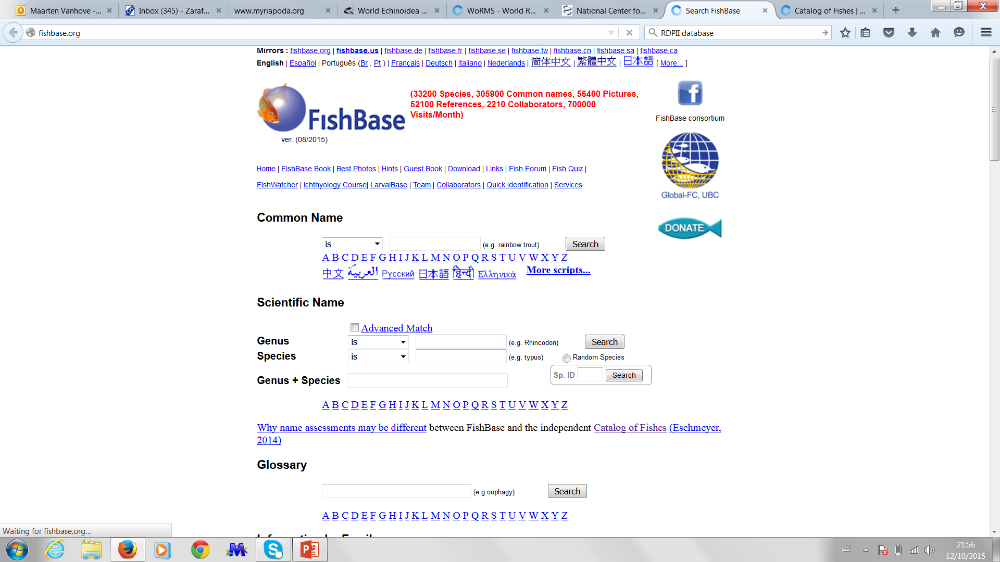 Maarten Vanhove -...
Inbox (345) - Zaraf...
www.myriapoda.org
World Echinoidea ...
WoRMS - World R...
National Center fo...
Search FishBase
Catalog of Fishes | ...
fishbase.org
RDPII database
Mirrors : fishbase.org | fishbase.us | fishbase.de | fishbase.fr | fishbase.se | fishbase.tw | fishbase.cn | fishbase.sa | fishbase.ca
English | Español | Português (Br , Pt ) | Français | Deutsch | Italiano | Nederlands | 简体中文 | 繁體中文 | 日本語 [ More... ]
FishBase
(33200 Species, 305900 Common names, 56400 Pictures,
52100 References, 2210 Collaborators, 700000
Visits/Month)
ver. (08/2015)
FishBase consortium
Global-FC, UBC
DONATE
Home | FishBase Book | Best Photos | Hints | Guest Book | Download | Links | Fish Forum | Fish Quiz |
FishWatcher | Ichthyology Course| LarvalBase | Team | Collaborators | Quick Identification | Services
Common Name
is (e.g. rainbow trout) Search
A B C D E F G H I J K L M N O P Q R S T U V W X Y Z
中文 العربيّة Русский 日本語 हिन्दी Ελληνικά More scripts...
Scientific Name
Advanced Match
Genus is (e.g. Rhincodon) Search
Species is (e.g. typus) Random Species
Genus + Species Sp. ID Search
A B C D E F G H I J K L M N O P Q R S T U V W X Y Z
Why name assessments may be different between FishBase and the independent Catalog of Fishes (Eschmeyer,
2014)
Glossary
(e.g.oophagy) Search
A B C D E F G H I J K L M N O P Q R S T U V W X Y Z
Waiting for fishbase.org...
21:56
12/10/2015